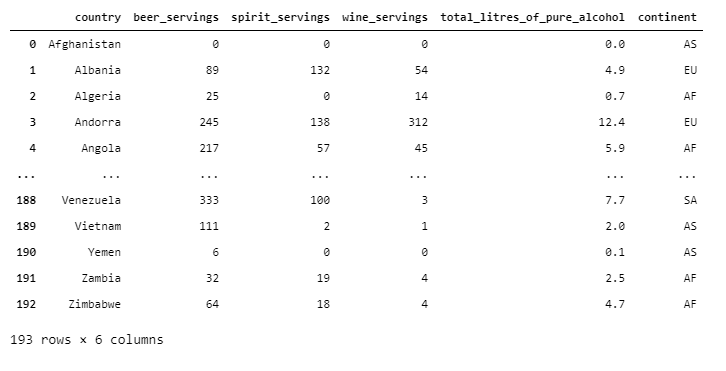 country beer_servings spirit_servings wine_servings total_litres_of_pure_alcohol continent
0 Afghanistan 0 0 0 0.0 AS
1 Albania 89 132 54 4.9 EU
2 Algeria 25 0 14 0.7 AF
3 Andorra 245 138 312 12.4 EU
4 Angola 217 57 45 5.9 AF
... ... ... ... ... ... ...
188 Venezuela 333 100 3 7.7 SA
189 Vietnam 111 2 1 2.0 AS
190 Yemen 6 0 0 0.1 AS
191 Zambia 32 19 4 2.5 AF
192 Zimbabwe 64 18 4 4.7 AF
193 rows × 6 columns